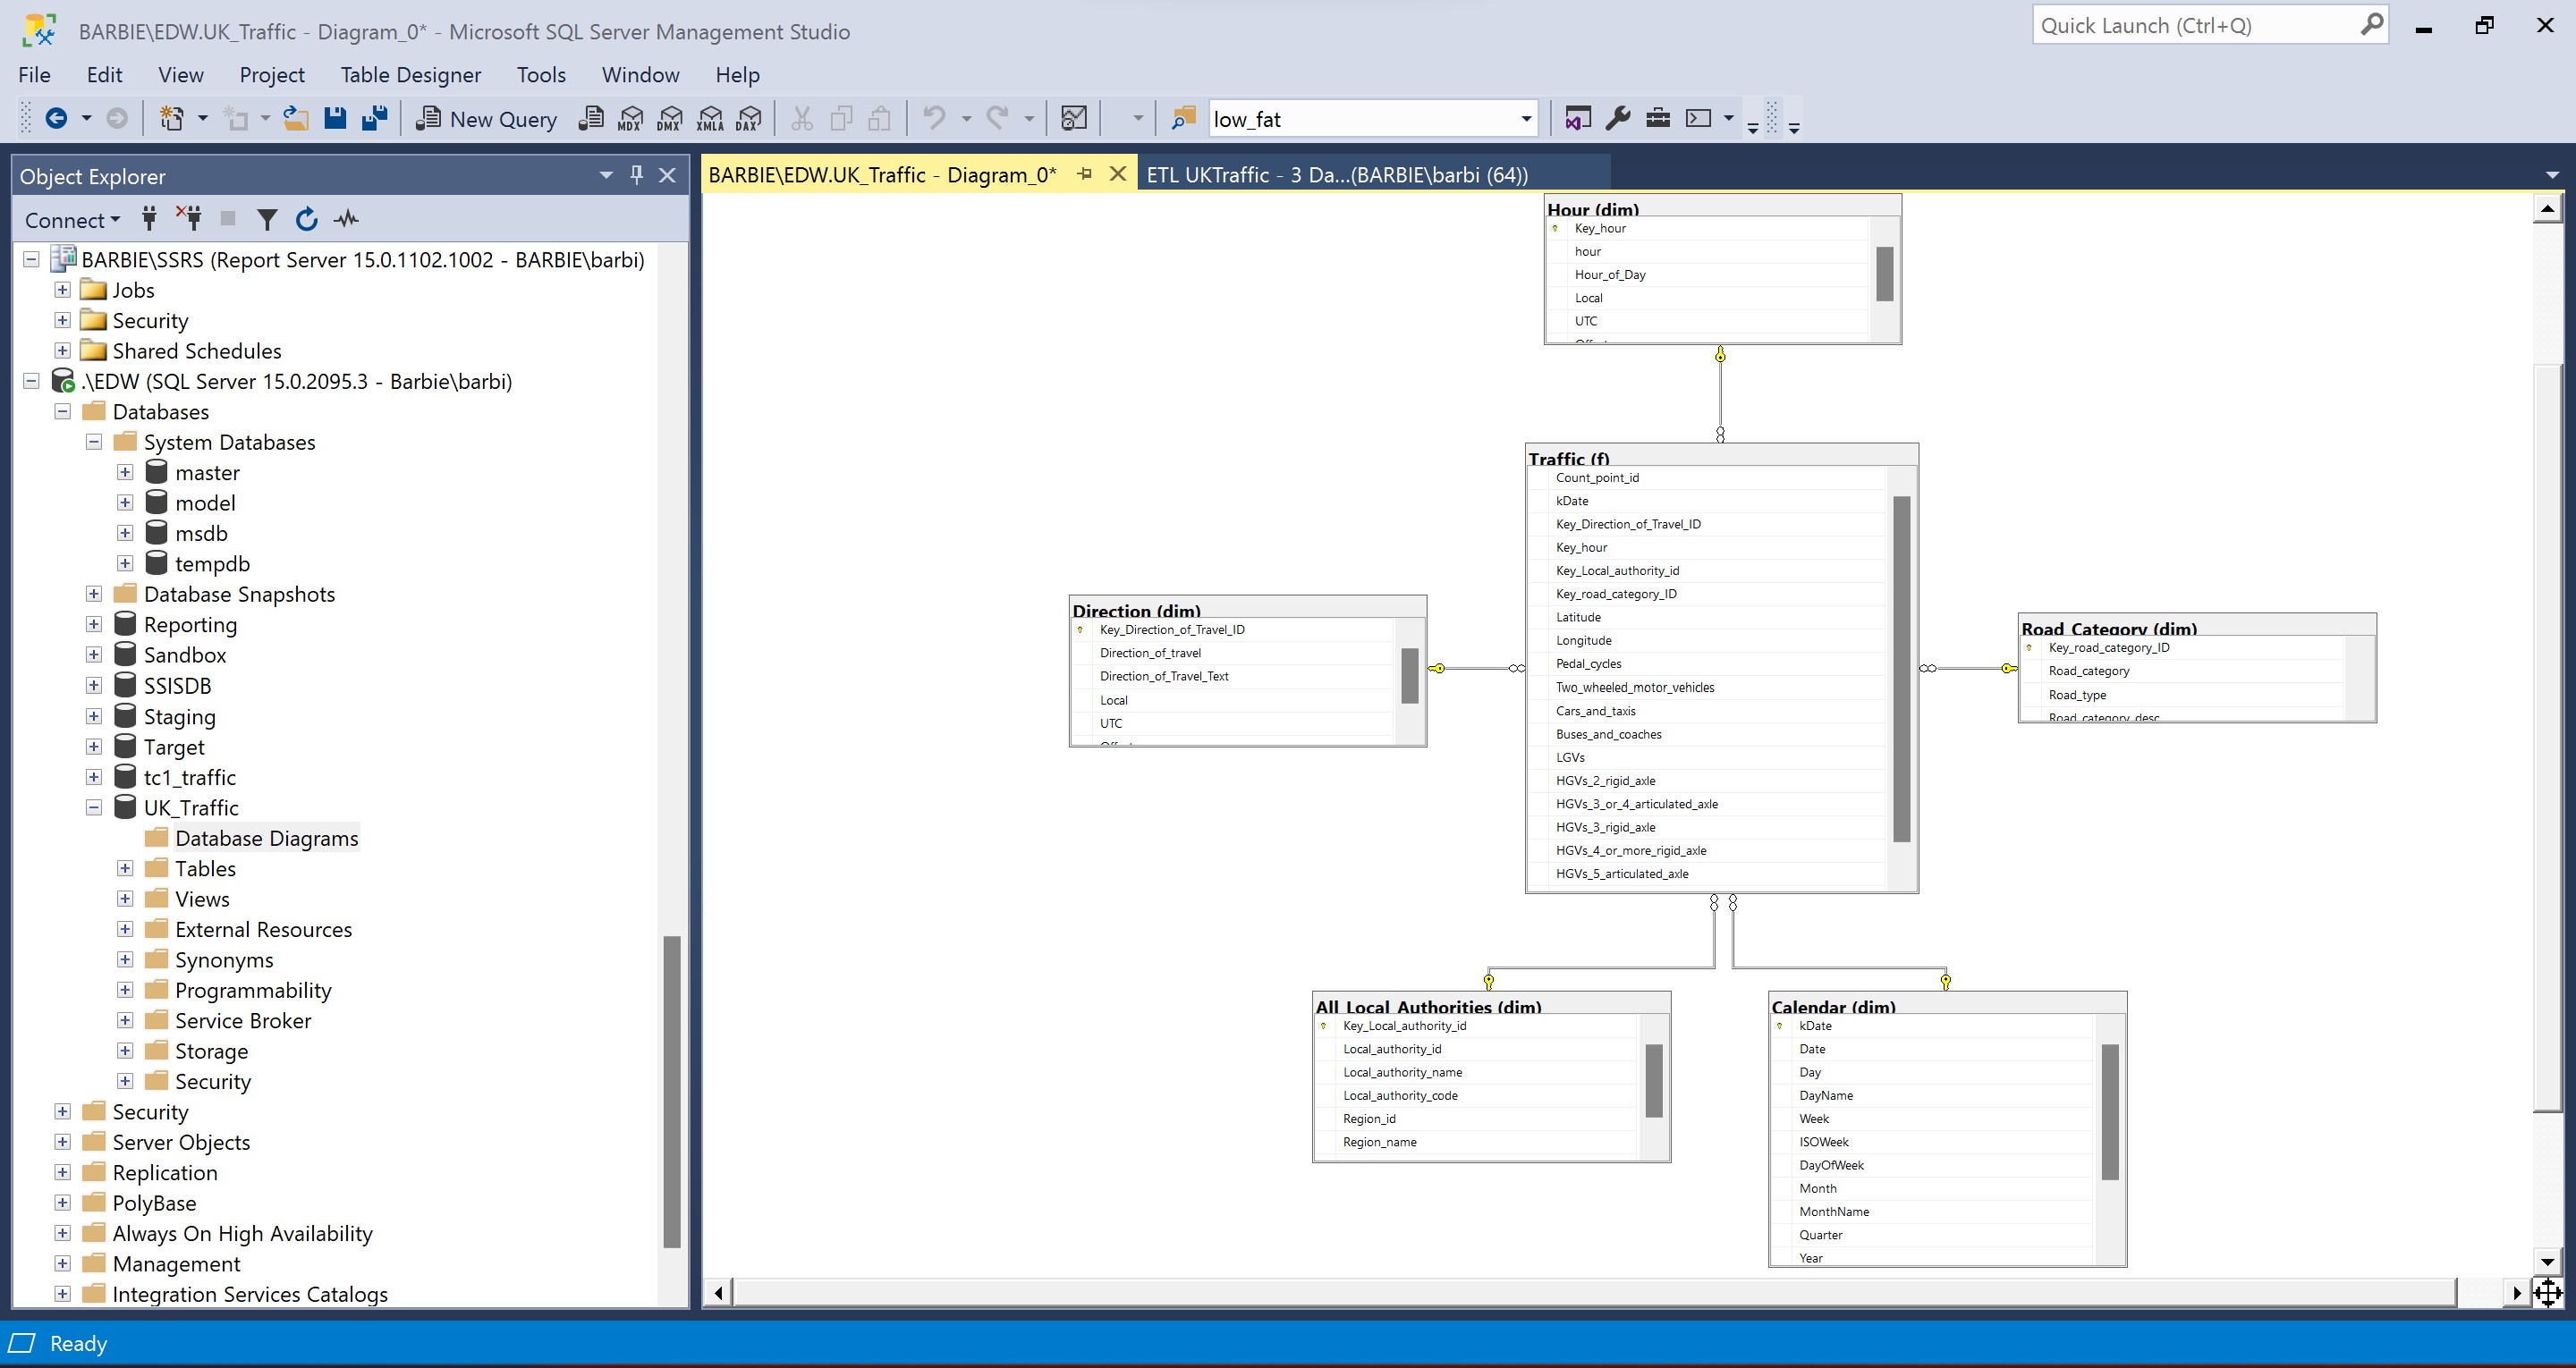 BARBIE\EDW.UK_Traffic - Diagram_0* - Microsoft SQL Server Management Studio
Quick Launch (Ctrl+Q)
File Edit View Project Table Designer Tools Window Help
New Query MDX DMX XMLA DAX low_fat
Object Explorer
BARBIE\EDW.UK_Traffic - Diagram_0* ETL UKTraffic - 3 Da...(BARBIE\barbi (64))
Connect
BARBIE\SSRS (Report Server 15.0.1102.1002 - BARBIE\barbi)
Jobs
Security
Shared Schedules
.\EDW (SQL Server 15.0.2095.3 - Barbie\barbi)
Databases
System Databases
master
model
msdb
tempdb
Database Snapshots
Reporting
Sandbox
SSISDB
Staging
Target
tc1_traffic
UK_Traffic
Database Diagrams
Tables
Views
External Resources
Synonyms
Programmability
Service Broker
Storage
Security
Security
Server Objects
Replication
PolyBase
Always On High Availability
Management
Integration Services Catalogs
Hour (dim)
Key_hour
hour
Hour_of_Day
Local
UTC
Traffic (f)
Count_point_id
kDate
Key_Direction_of_Travel_ID
Key_hour
Key_Local_authority_id
Key_road_category_ID
Latitude
Longitude
Pedal_cycles
Two_wheeled_motor_vehicles
Cars_and_taxis
Buses_and_coaches
LGVs
HGVs_2_rigid_axle
HGVs_3_or_4_articulated_axle
HGVs_3_rigid_axle
HGVs_4_or_more_rigid_axle
HGVs_5_articulated_axle
Direction (dim)
Key_Direction_of_Travel_ID
Direction_of_travel
Direction_of_Travel_Text
Local
UTC
Road_Category (dim)
Key_road_category_ID
Road_category
Road_type
Road_category_desc
All_Local_Authorities (dim)
Key_Local_authority_id
Local_authority_id
Local_authority_name
Local_authority_code
Region_id
Region_name
Calendar (dim)
kDate
Date
Day
DayName
Week
ISOWeek
DayOfWeek
Month
MonthName
Quarter
Year
Ready